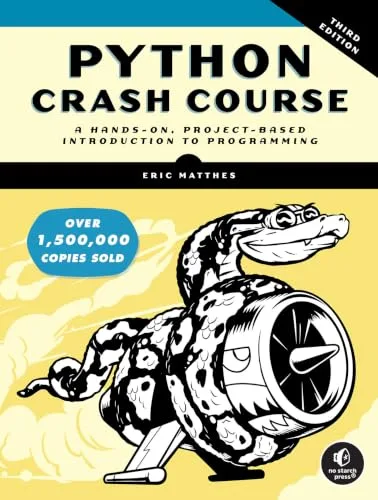 THIRD EDITION
PYTHON
CRASH COURSE
A HANDS-ON, PROJECT-BASED
INTRODUCTION TO PROGRAMMING
ERIC MATTHES
OVER
1,500,000
COPIES SOLD
no starch
press®